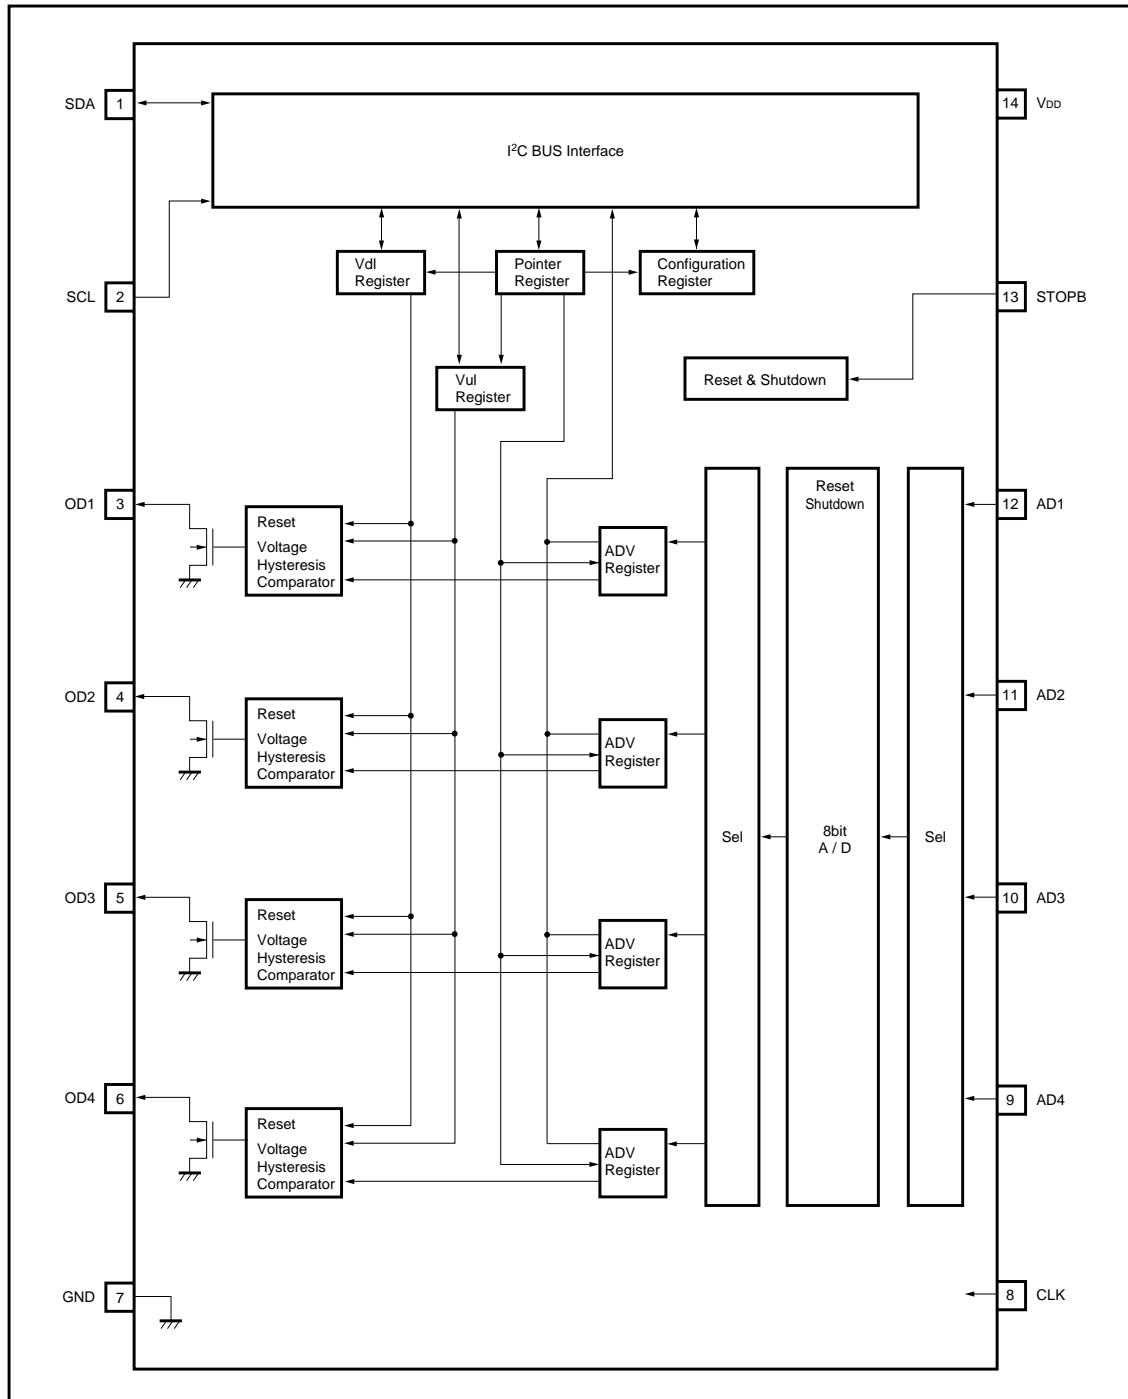 SDA 1
14 VDD
I²C BUS Interface
Vdl
Register
Pointer
Register
Configuration
Register
SCL 2
13 STOPB
Vul
Register
Reset & Shutdown
OD1 3
Reset
Voltage
Hysteresis
Comparator
ADV
Register
Reset
Shutdown
12 AD1
OD2 4
Reset
Voltage
Hysteresis
Comparator
ADV
Register
11 AD2
Sel
8bit
A / D
Sel
OD3 5
Reset
Voltage
Hysteresis
Comparator
ADV
Register
10 AD3
OD4 6
Reset
Voltage
Hysteresis
Comparator
ADV
Register
9 AD4
GND 7
8 CLK